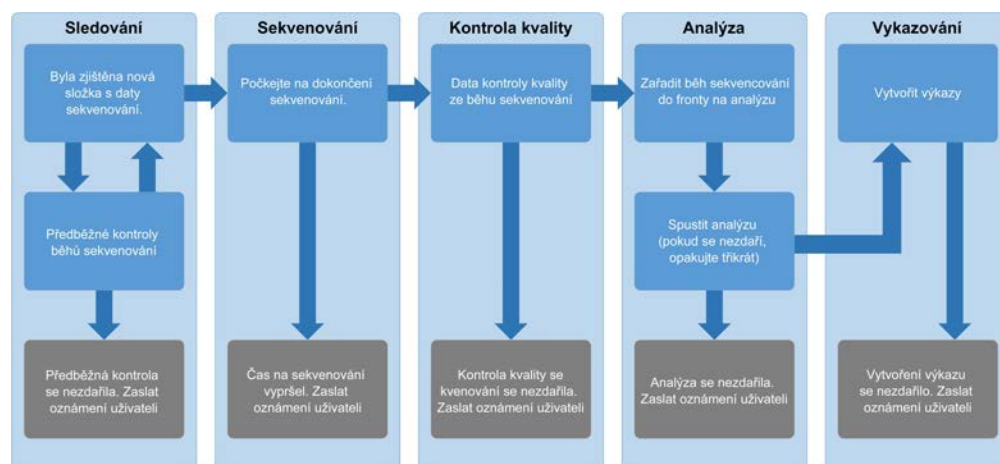 Sledování
Byla zjištěna nová
složka s daty
sekvenování.
Předběžné kontroly
běhů sekvenování
Předběžná kontrola
se nezdařila. Zaslat
oznámení uživateli
Sekvenování
Počkejte na dokončení
sekvenování.
Čas na sekvenování
vypršel. Zaslat
oznámení uživateli
Kontrola kvality
Data kontroly kvality
ze běhu sekvenování
Kontrola kvality se
kvenování se nezdařila.
Zaslat oznámení uživateli
Analýza
Zařadit běh sekvencování
do fronty na analýzu
Spustit analýzu
(pokud se nezdaří,
opakujte třikrát)
Analýza se nezdařila.
Zaslat oznámení uživateli
Vykazování
Vytvořit výkazy
Vytvoření výkazu
se nezdařilo. Zaslat
oznámení uživateli